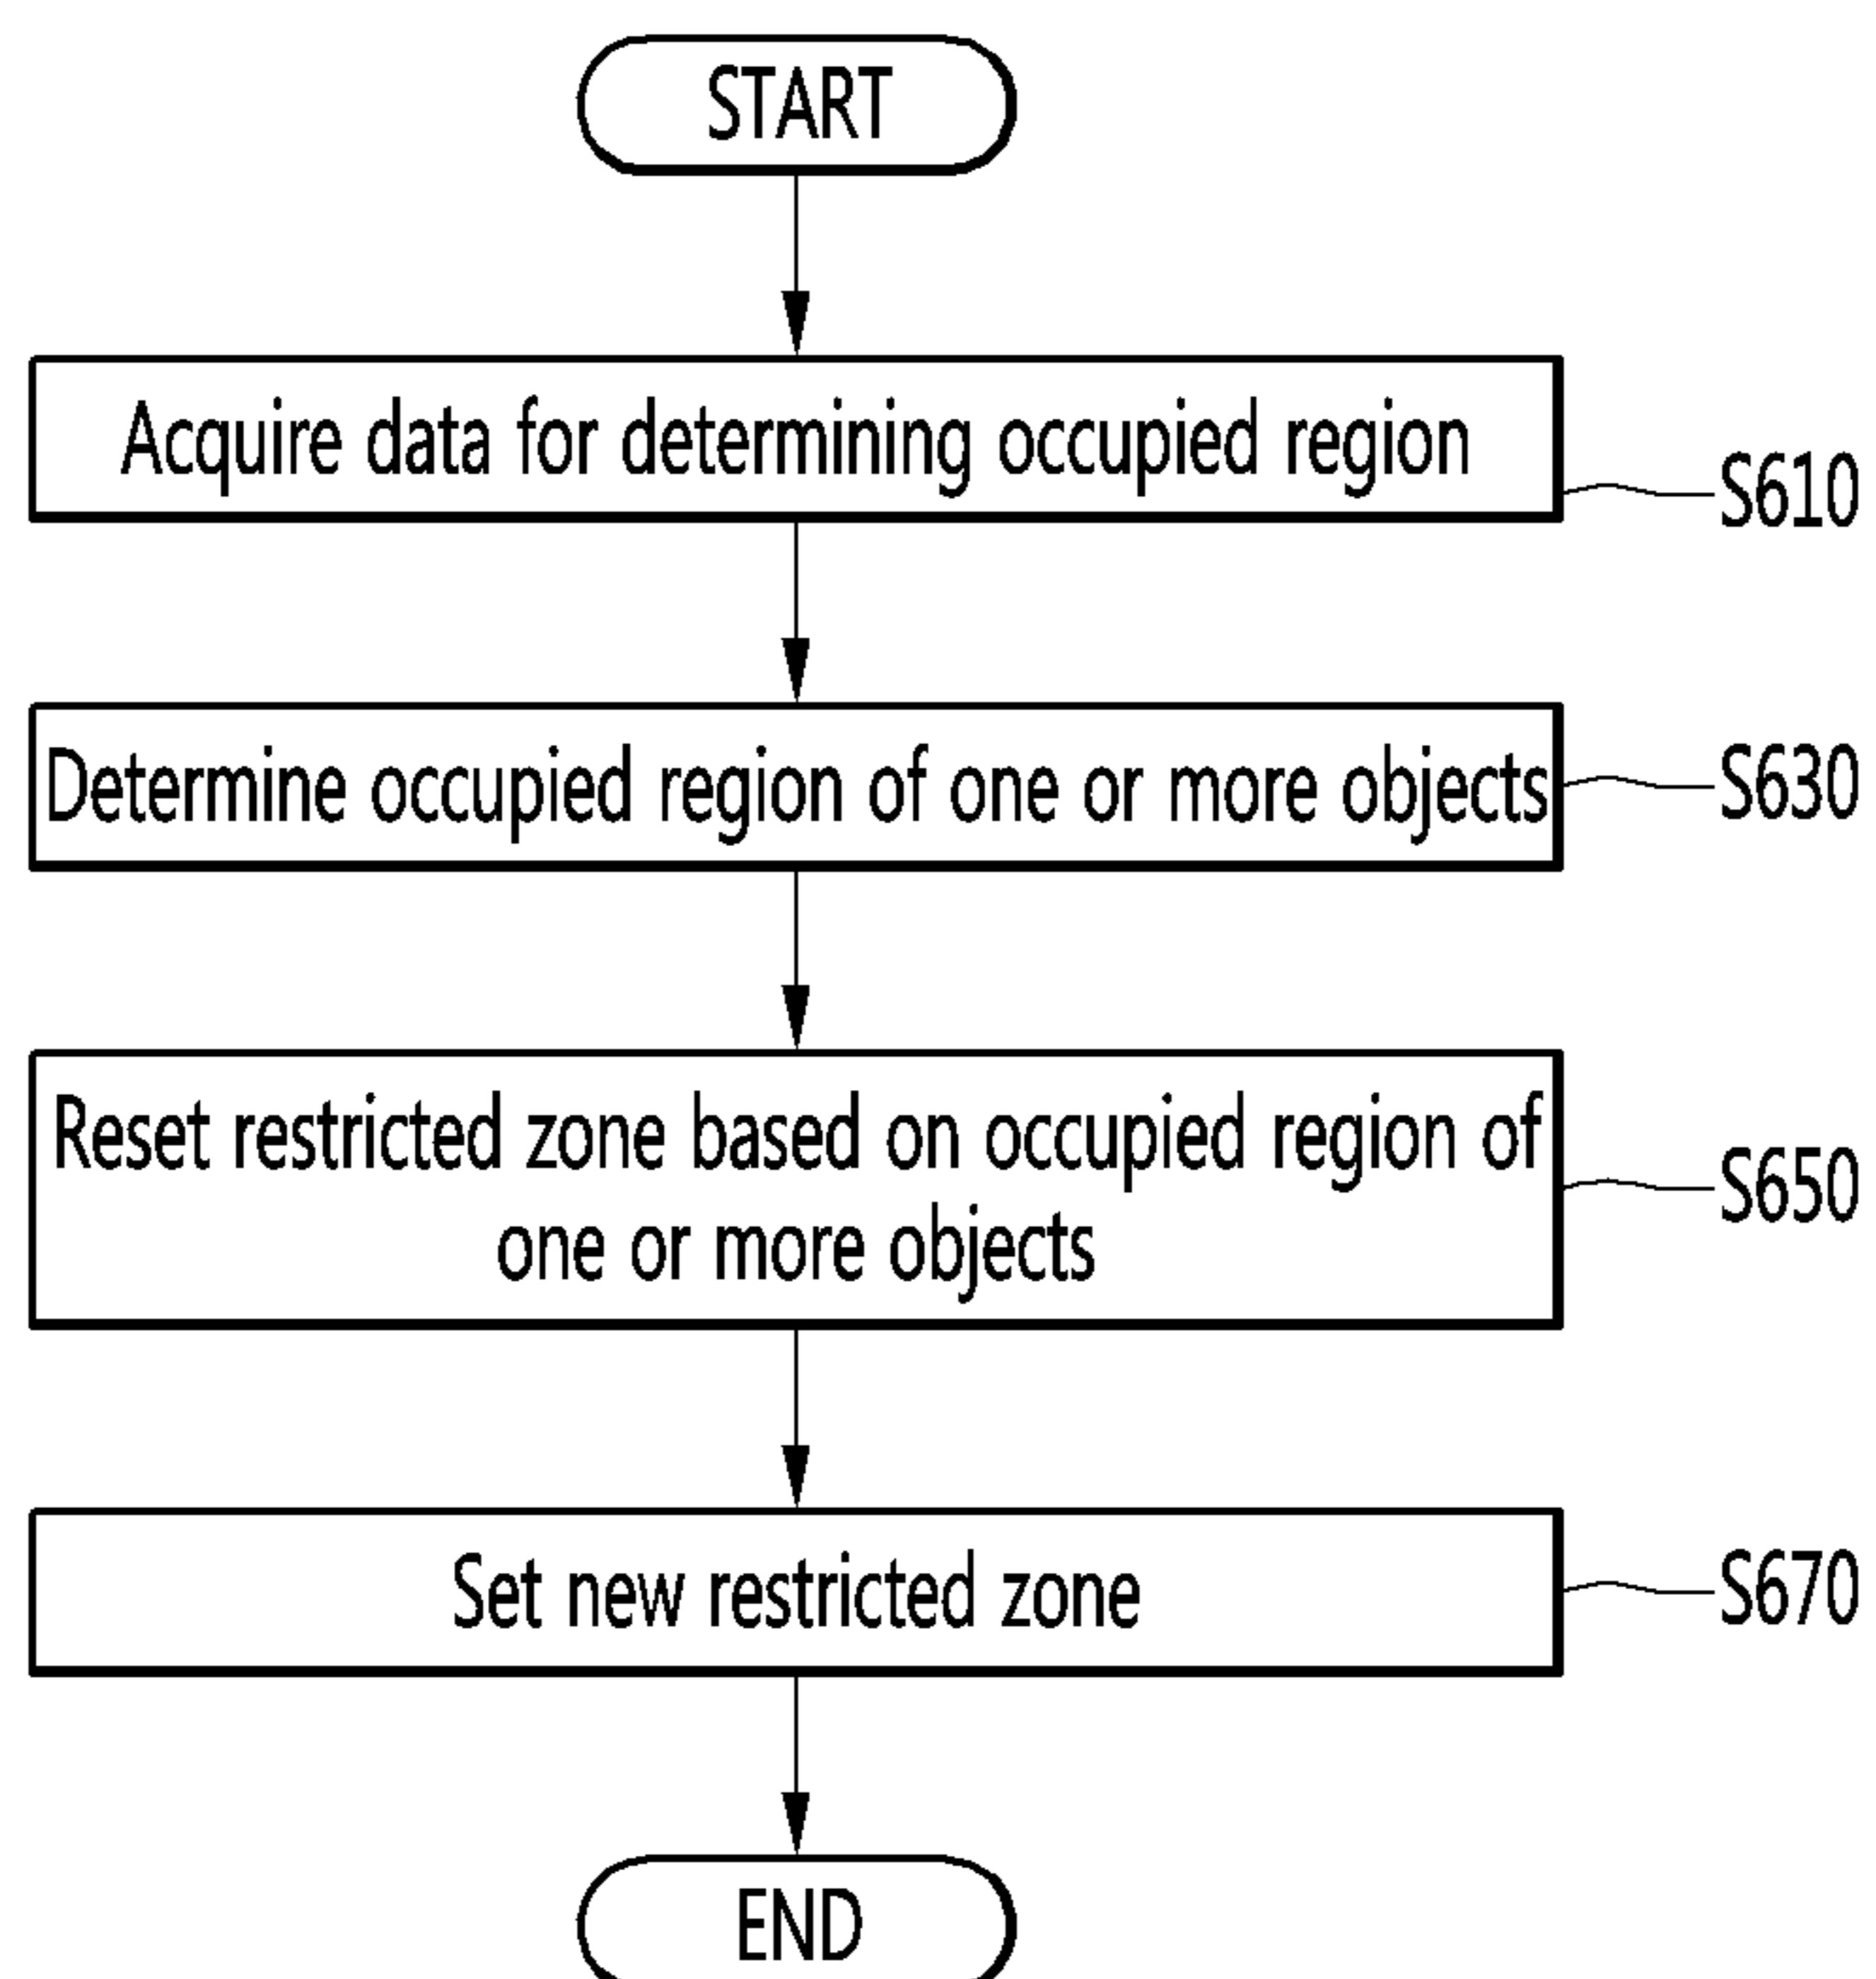 START
Acquire data for determining occupied region
S610
Determine occupied region of one or more objects
S630
Reset restricted zone based on occupied region of
one or more objects
S650
Set new restricted zone
S670
END